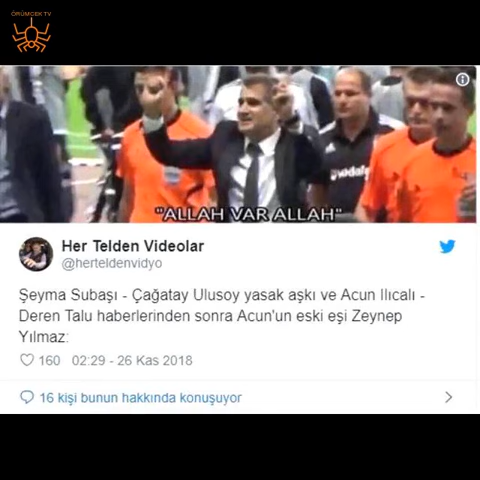 ÖRÜMCEK TV
vodafone
"ALLAH VAR ALLAH"
Her Telden Videolar
@herteldenvidyo
Şeyma Subaşı - Çağatay Ulusoy yasak aşkı ve Acun Ilıcalı -
Deren Talu haberlerinden sonra Acun'un eski eşi Zeynep
Yılmaz:
160 02:29 - 26 Kas 2018
16 kişi bunun hakkında konuşuyor